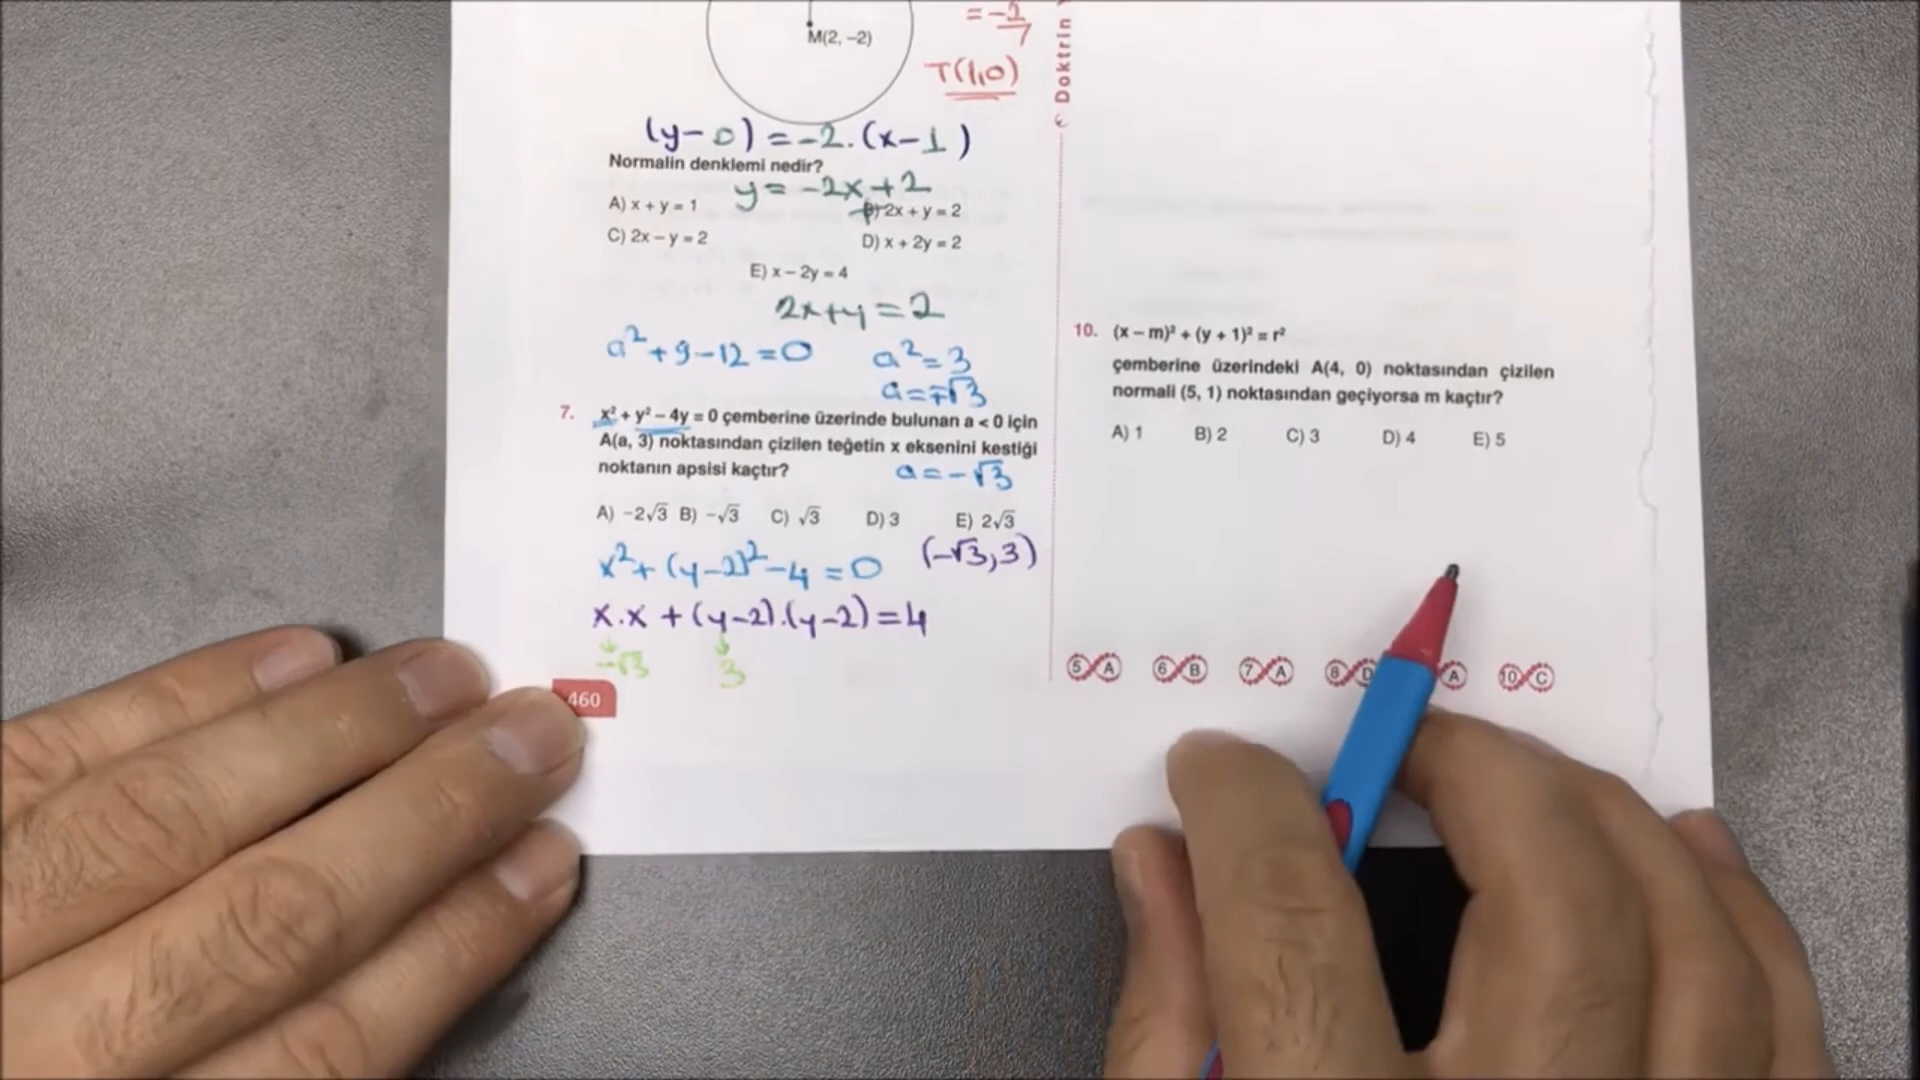 M(2, –2)
= -2/7
T(1,0)
(y-0) = -2.(x-1)
Normalin denklemi nedir?
y = -2x+2
A) x + y = 1
B) 2x + y = 2
C) 2x – y = 2
D) x + 2y = 2
E) x – 2y = 4
2x+y = 2
a²+9-12=0
a²=3
a=∓√3
7. x² + y² – 4y = 0 çemberine üzerinde bulunan a < 0 için
A(a, 3) noktasından çizilen teğetin x eksenini kestiği
noktanın apsisi kaçtır?
a=-√3
A) –2√3 B) –√3 C) √3 D) 3 E) 2√3
x²+(y-2)²-4=0
(-√3,3)
x.x + (y-2).(y-2)=4
-√3
3
460
Doktrin
10. (x – m)² + (y + 1)² = r²
çemberine üzerindeki A(4, 0) noktasından çizilen
normali (5, 1) noktasından geçiyorsa m kaçtır?
A) 1 B) 2 C) 3 D) 4 E) 5
5 A 6 B 7 A 8 D A 10 C